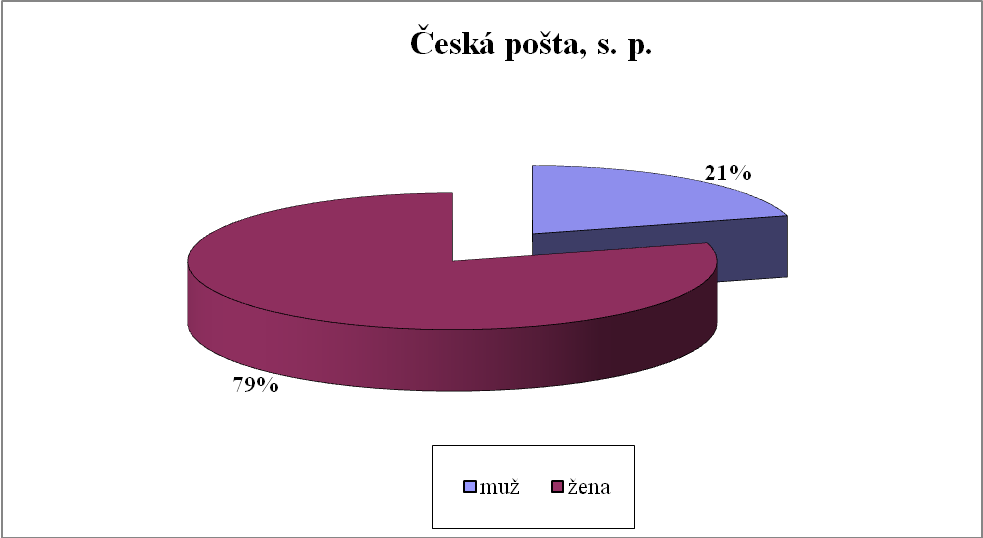 Česká pošta, s. p.
21%
79%
muž žena